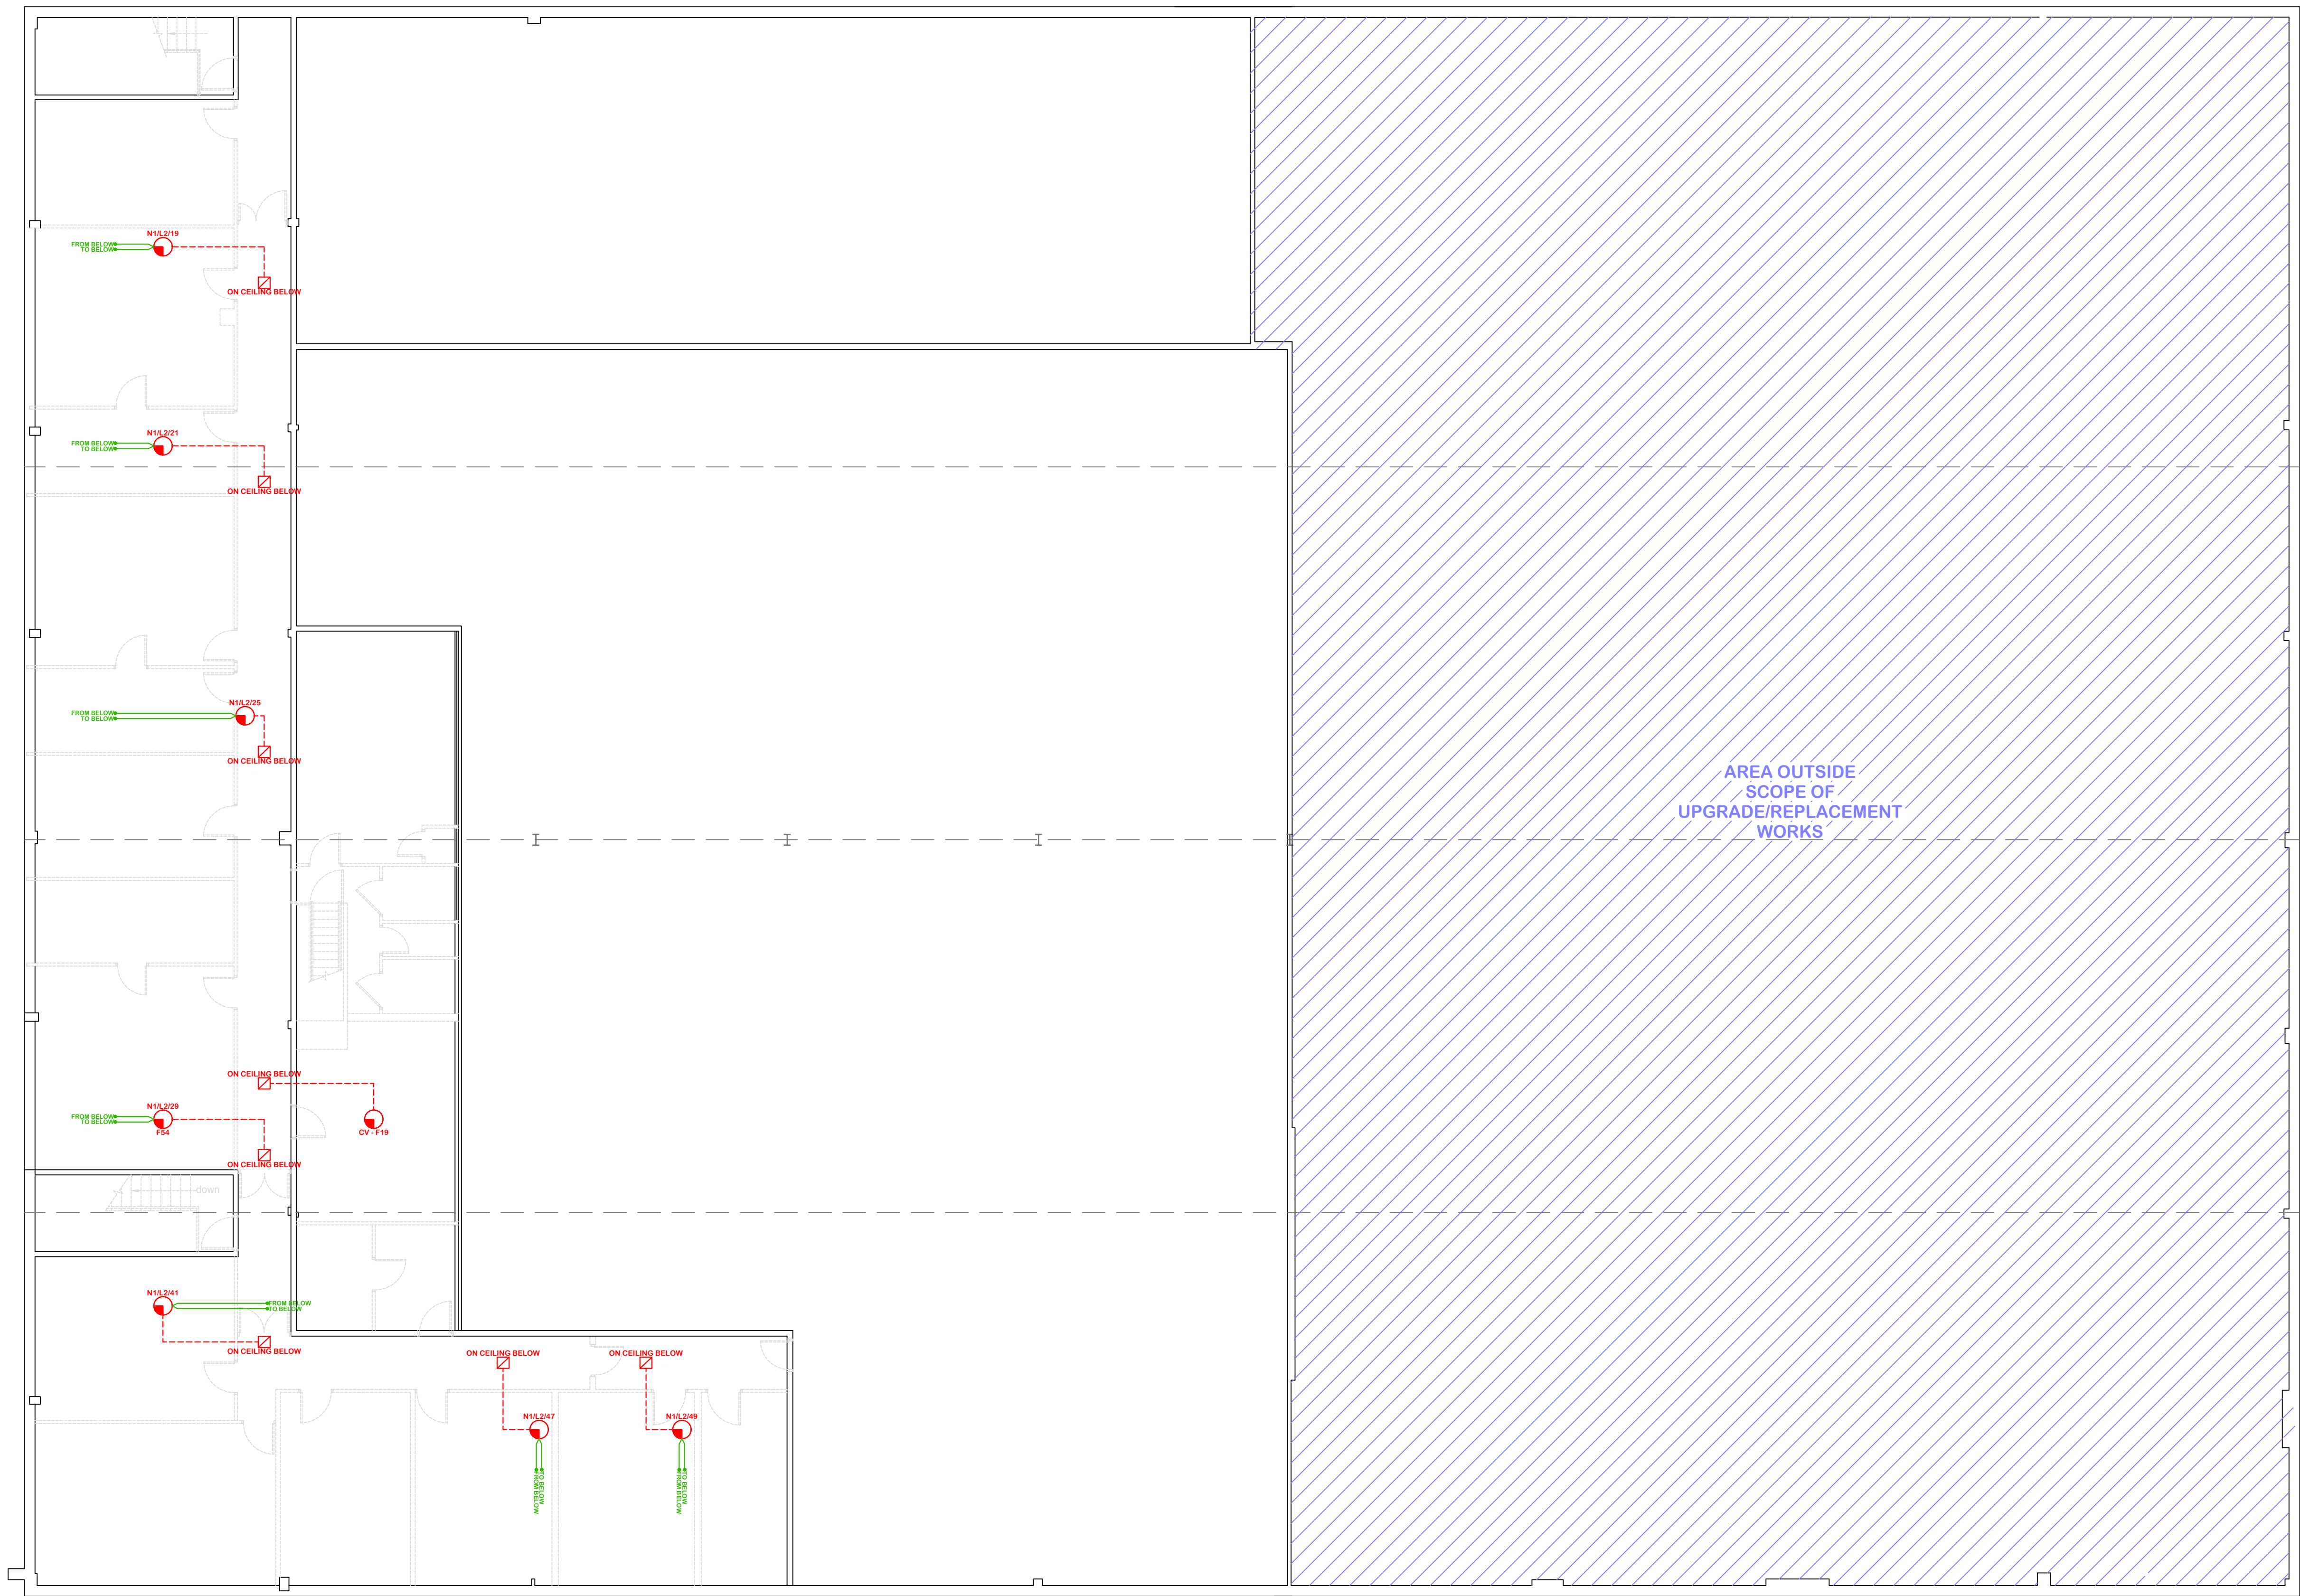 N1/L2/19
FROM BELOW
TO BELOW
ON CEILING BELOW
N1/L2/21
FROM BELOW
TO BELOW
ON CEILING BELOW
N1/L2/25
FROM BELOW
TO BELOW
ON CEILING BELOW
AREA OUTSIDE
SCOPE OF
UPGRADE/REPLACEMENT
WORKS
ON CEILING BELOW
N1/L2/29
FROM BELOW
TO BELOW
F54
CV - F19
ON CEILING BELOW
down
N1/L2/41
FROM BELOW
TO BELOW
ON CEILING BELOW
ON CEILING BELOW
ON CEILING BELOW
N1/L2/47
N1/L2/49
TO BELOW
FROM BELOW
TO BELOW
FROM BELOW